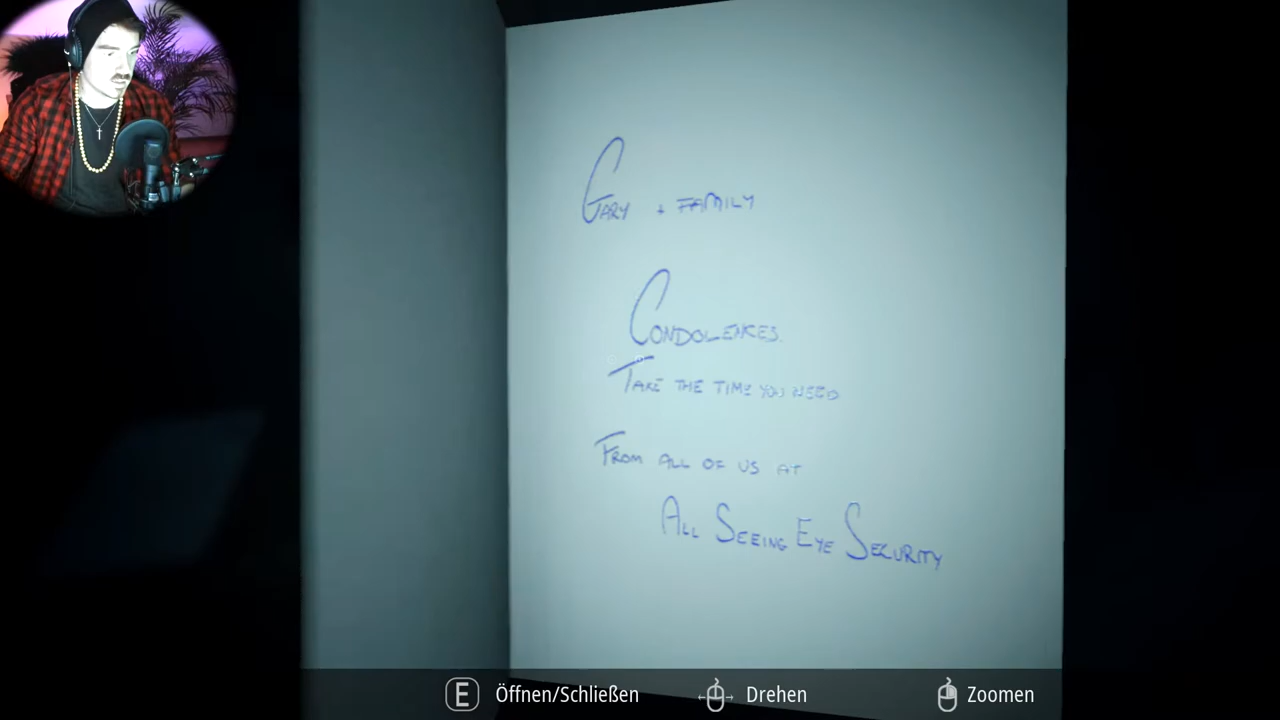 GARY + FAMILY
CONDOLENCES.
TAKE THE TIME YOU NEED
FROM ALL OF US AT
ALL SEEING EYE SECURITY
E Öffnen/Schließen Drehen Zoomen